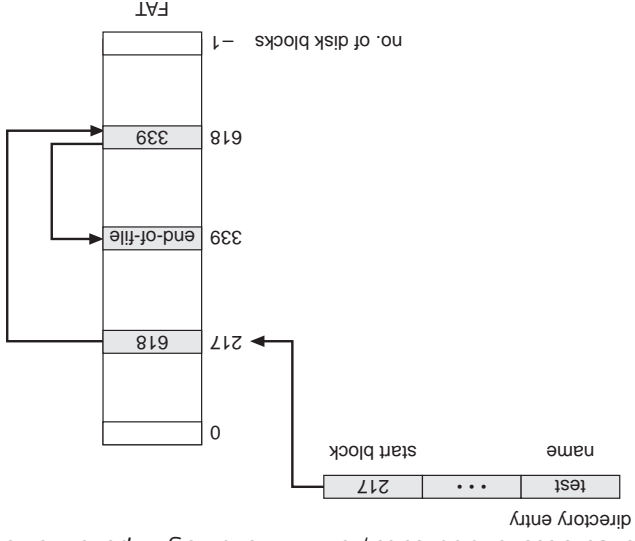 directory entry
test ••• 217
name start block
0
217 618
339 end-of-file
618 339
no. of disk blocks −1
FAT